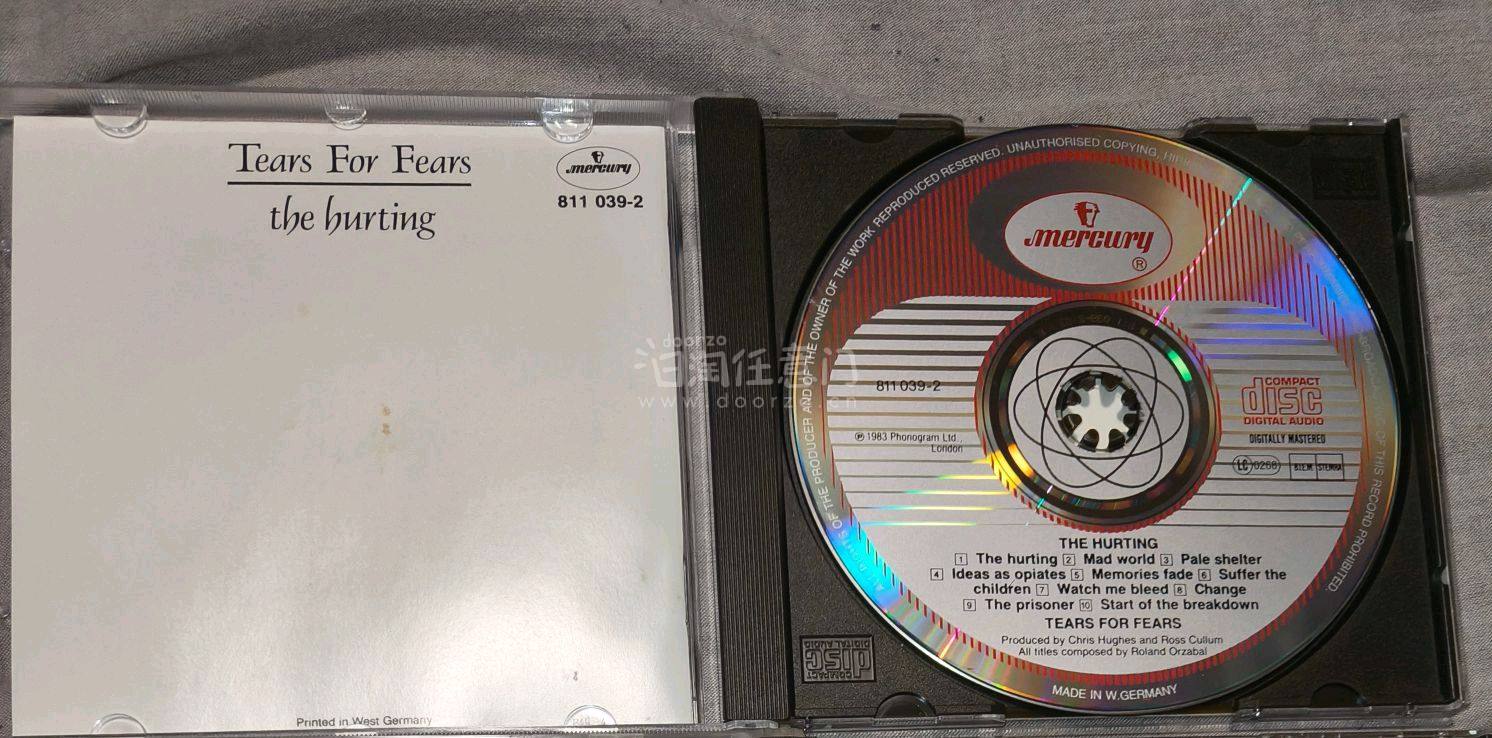 Tears For Fears
the hurting
mercury
811 039-2
Printed in West Germany
doorzo
任意门
www.doorzo.cn
ALL RIGHTS OF THE PRODUCER AND OF THE OWNER OF THE WORK REPRODUCED RESERVED. UNAUTHORISED COPYING,
OF THIS RECORD PROHIBITED.
mercury
®
811 039-2
℗ 1983 Phonogram Ltd.,
London
COMPACT
disc
DIGITAL AUDIO
DIGITALLY MASTERED
LC 0268
B.I.E.M. STEMRA
THE HURTING
1 The hurting 2 Mad world 3 Pale shelter
4 Ideas as opiates 5 Memories fade 6 Suffer the
children 7 Watch me bleed 8 Change
9 The prisoner 10 Start of the breakdown
TEARS FOR FEARS
Produced by Chris Hughes and Ross Cullum
All titles composed by Roland Orzabal
MADE IN W.GERMANY
COMPACT
disc
DIGITAL AUDIO